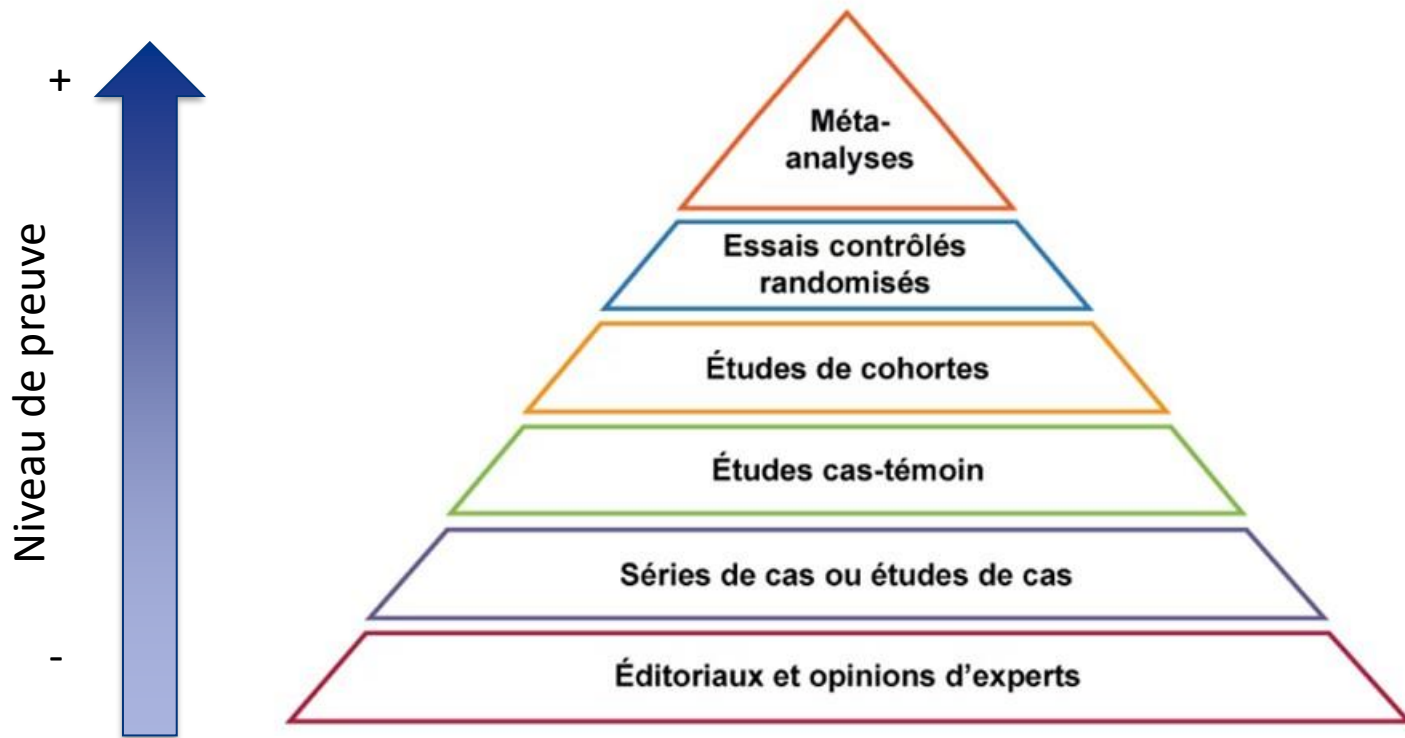 +
Niveau de preuve
-
Méta-
analyses
Essais contrôlés
randomisés
Études de cohortes
Études cas-témoin
Séries de cas ou études de cas
Éditoriaux et opinions d’experts